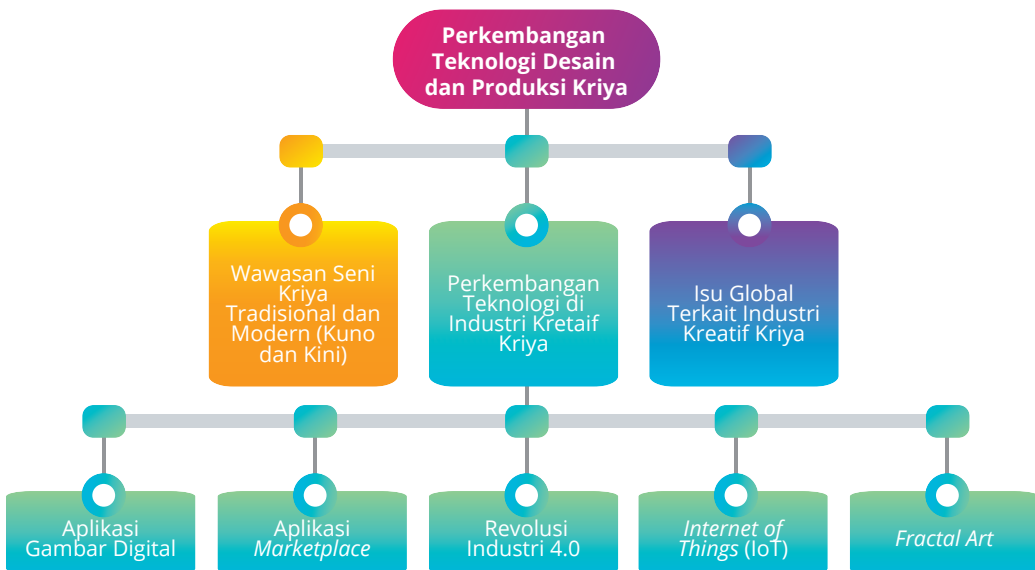 Perkembangan
Teknologi Desain
dan Produksi Kriya
Wawasan Seni
Kriya
Tradisional dan
Modern (Kuno
dan Kini)
Perkembangan
Teknologi di
Industri Kretaif
Kriya
Isu Global
Terkait Industri
Kreatif Kriya
Aplikasi
Gambar Digital
Aplikasi
Marketplace
Revolusi
Industri 4.0
Internet of
Things (IoT)
Fractal Art